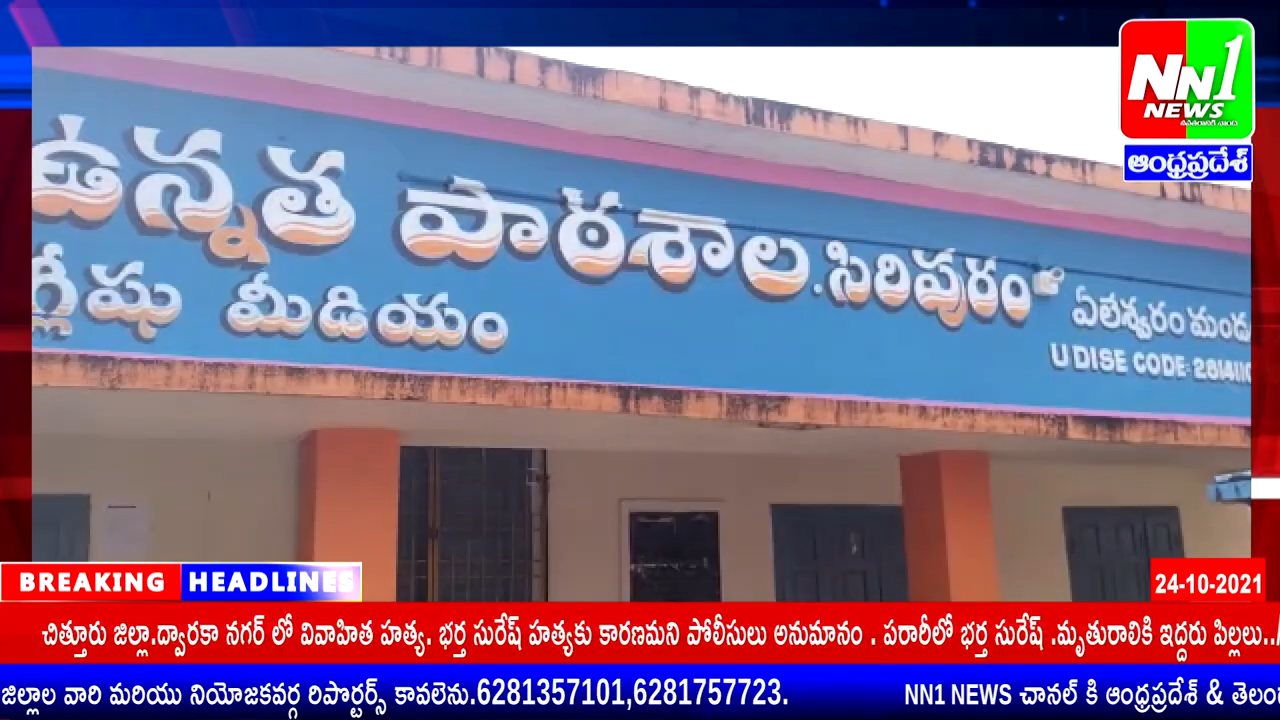 NN1
NEWS
నవతరానికి నాంది
ఆంధ్రప్రదేశ్
ఉన్నత పాఠశాల. సిరిపురం
గ్లీషు మీడియం
ఏలేశ్వరం మండ
U DISE CODE: 281411
BREAKING HEADLINES
24-10-2021
చిత్తూరు జిల్లా.ద్వారకా నగర్ లో వివాహిత హత్య. భర్త సురేష్ హత్యకు కారణమని పోలీసులు అనుమానం . పరారీలో భర్త సురేష్ .మృతురాలికి ఇద్దరు పిల్లలు..
జిల్లాల వారి మరియు నియోజకవర్గ రిపొర్టర్స్ కావలెను.6281357101,6281757723. NN1 NEWS చానల్ కి ఆంధ్రప్రదేశ్ & తెలం